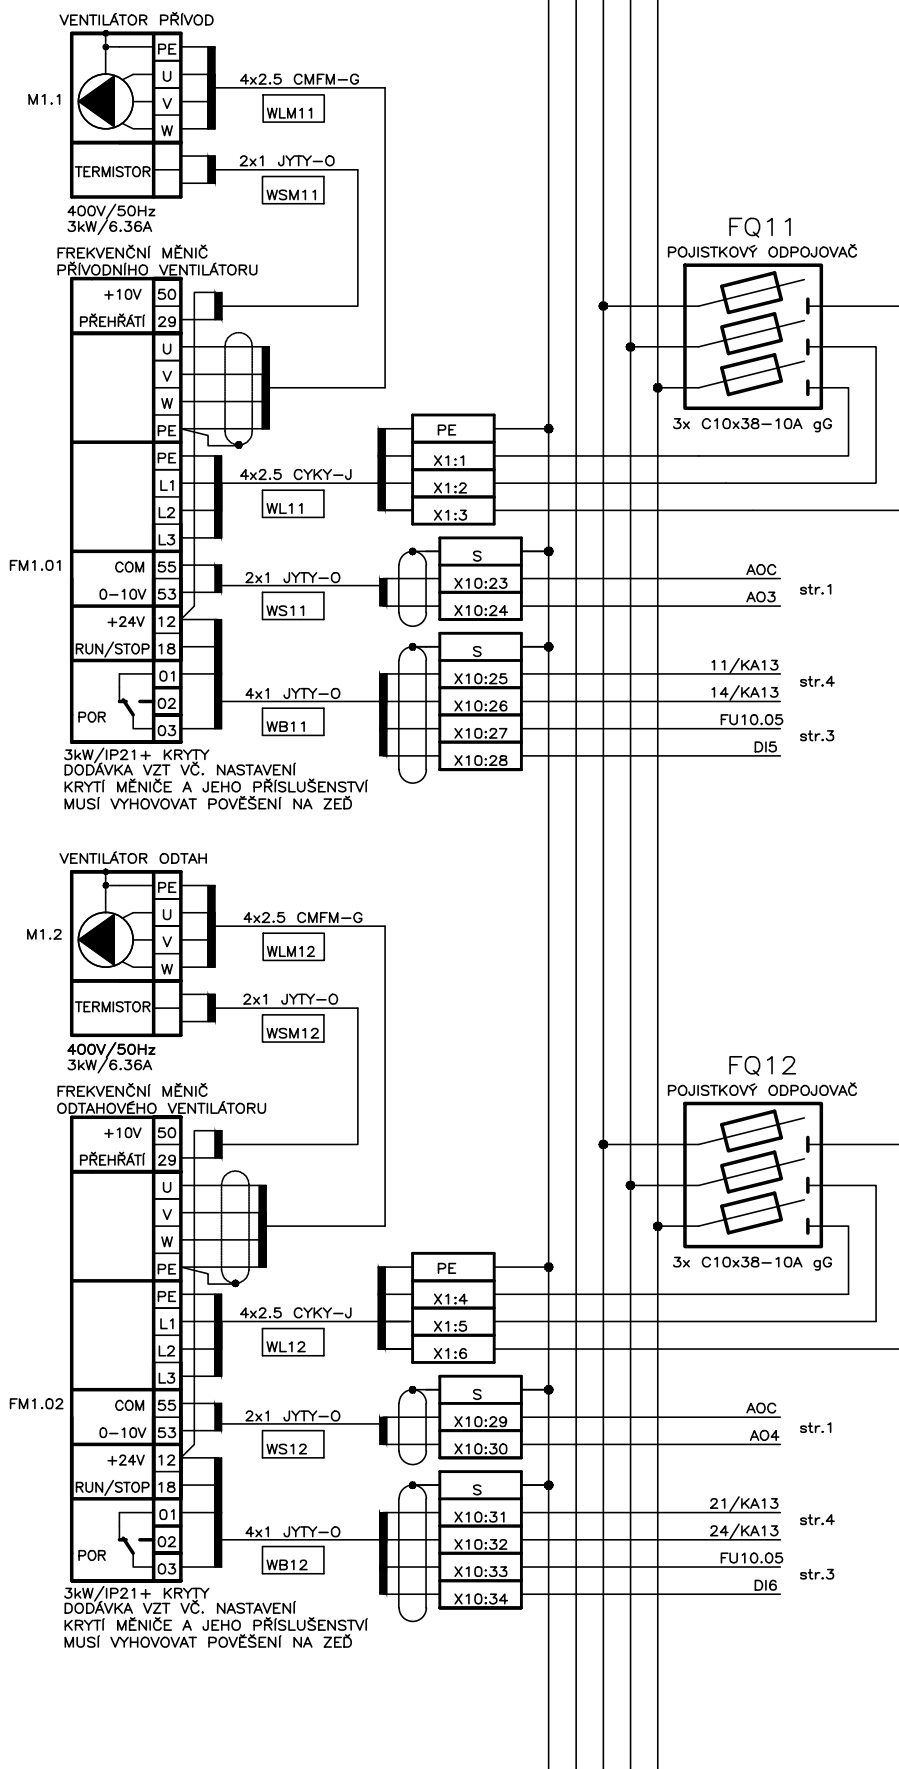 VENTILÁTOR PŘÍVOD
PE
U
V
W
M1.1
4x2.5 CMFM-G
WLM11
TERMISTOR
2x1 JYTY-O
WSM11
400V/50Hz
3kW/6.36A
FREKVENČNÍ MĚNIČ
PŘÍVODNÍHO VENTILÁTORU
+10V 50
PŘEHŘÁTÍ 29
U
V
W
PE
PE
L1
L2
L3
4x2.5 CYKY-J
WL11
PE
X1:1
X1:2
X1:3
FQ11
POJISTKOVÝ ODPOJOVAČ
3x C10x38-10A gG
FM1.01
COM 55
0-10V 53
2x1 JYTY-O
WS11
S
X10:23
X10:24
AOC
AO3
str.1
+24V 12
RUN/STOP 18
01
02
03
POR
4x1 JYTY-O
WB11
S
X10:25
X10:26
X10:27
X10:28
11/KA13
14/KA13
str.4
FU10.05
DI5
str.3
3kW/IP21+ KRYTY
DODÁVKA VZT VČ. NASTAVENÍ
KRYTÍ MĚNIČE A JEHO PŘÍSLUŠENSTVÍ
MUSÍ VYHOVOVAT POVĚŠENÍ NA ZEĎ
VENTILÁTOR ODTAH
PE
U
V
W
M1.2
4x2.5 CMFM-G
WLM12
TERMISTOR
2x1 JYTY-O
WSM12
400V/50Hz
3kW/6.36A
FREKVENČNÍ MĚNIČ
ODTAHOVÉHO VENTILÁTORU
+10V 50
PŘEHŘÁTÍ 29
U
V
W
PE
PE
L1
L2
L3
4x2.5 CYKY-J
WL12
PE
X1:4
X1:5
X1:6
FQ12
POJISTKOVÝ ODPOJOVAČ
3x C10x38-10A gG
FM1.02
COM 55
0-10V 53
2x1 JYTY-O
WS12
S
X10:29
X10:30
AOC
AO4
str.1
+24V 12
RUN/STOP 18
01
02
03
POR
4x1 JYTY-O
WB12
S
X10:31
X10:32
X10:33
X10:34
21/KA13
24/KA13
str.4
FU10.05
DI6
str.3
3kW/IP21+ KRYTY
DODÁVKA VZT VČ. NASTAVENÍ
KRYTÍ MĚNIČE A JEHO PŘÍSLUŠENSTVÍ
MUSÍ VYHOVOVAT POVĚŠENÍ NA ZEĎ